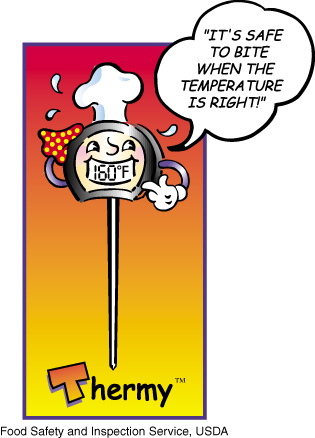 "IT'S SAFE
TO BITE
WHEN THE
TEMPERATURE
IS RIGHT!"
160°F
Thermy™
Food Safety and Inspection Service, USDA